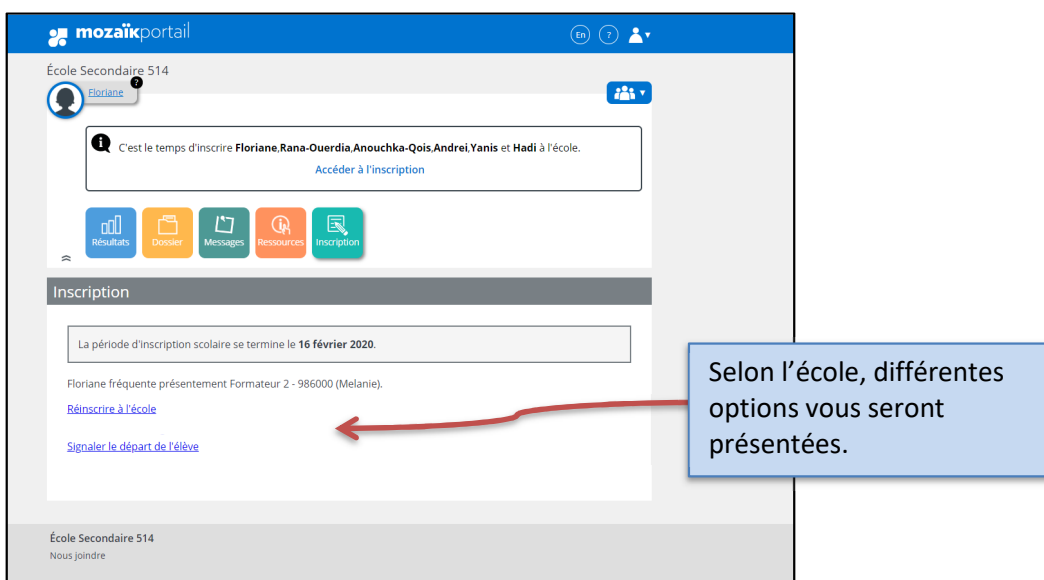 mozaïkportail
En ?
École Secondaire 514
?
Floriane
C'est le temps d'inscrire Floriane,Rana-Ouerdia,Anouchka-Qois,Andrei,Yanis et Hadi à l'école.
Accéder à l'inscription
Résultats Dossier Messages Ressources Inscription
Inscription
La période d'inscription scolaire se termine le 16 février 2020.
Floriane fréquente présentement Formateur 2 - 986000 (Melanie).
Réinscrire à l'école
Signaler le départ de l'élève
Selon l’école, différentes
options vous seront
présentées.
École Secondaire 514
Nous joindre